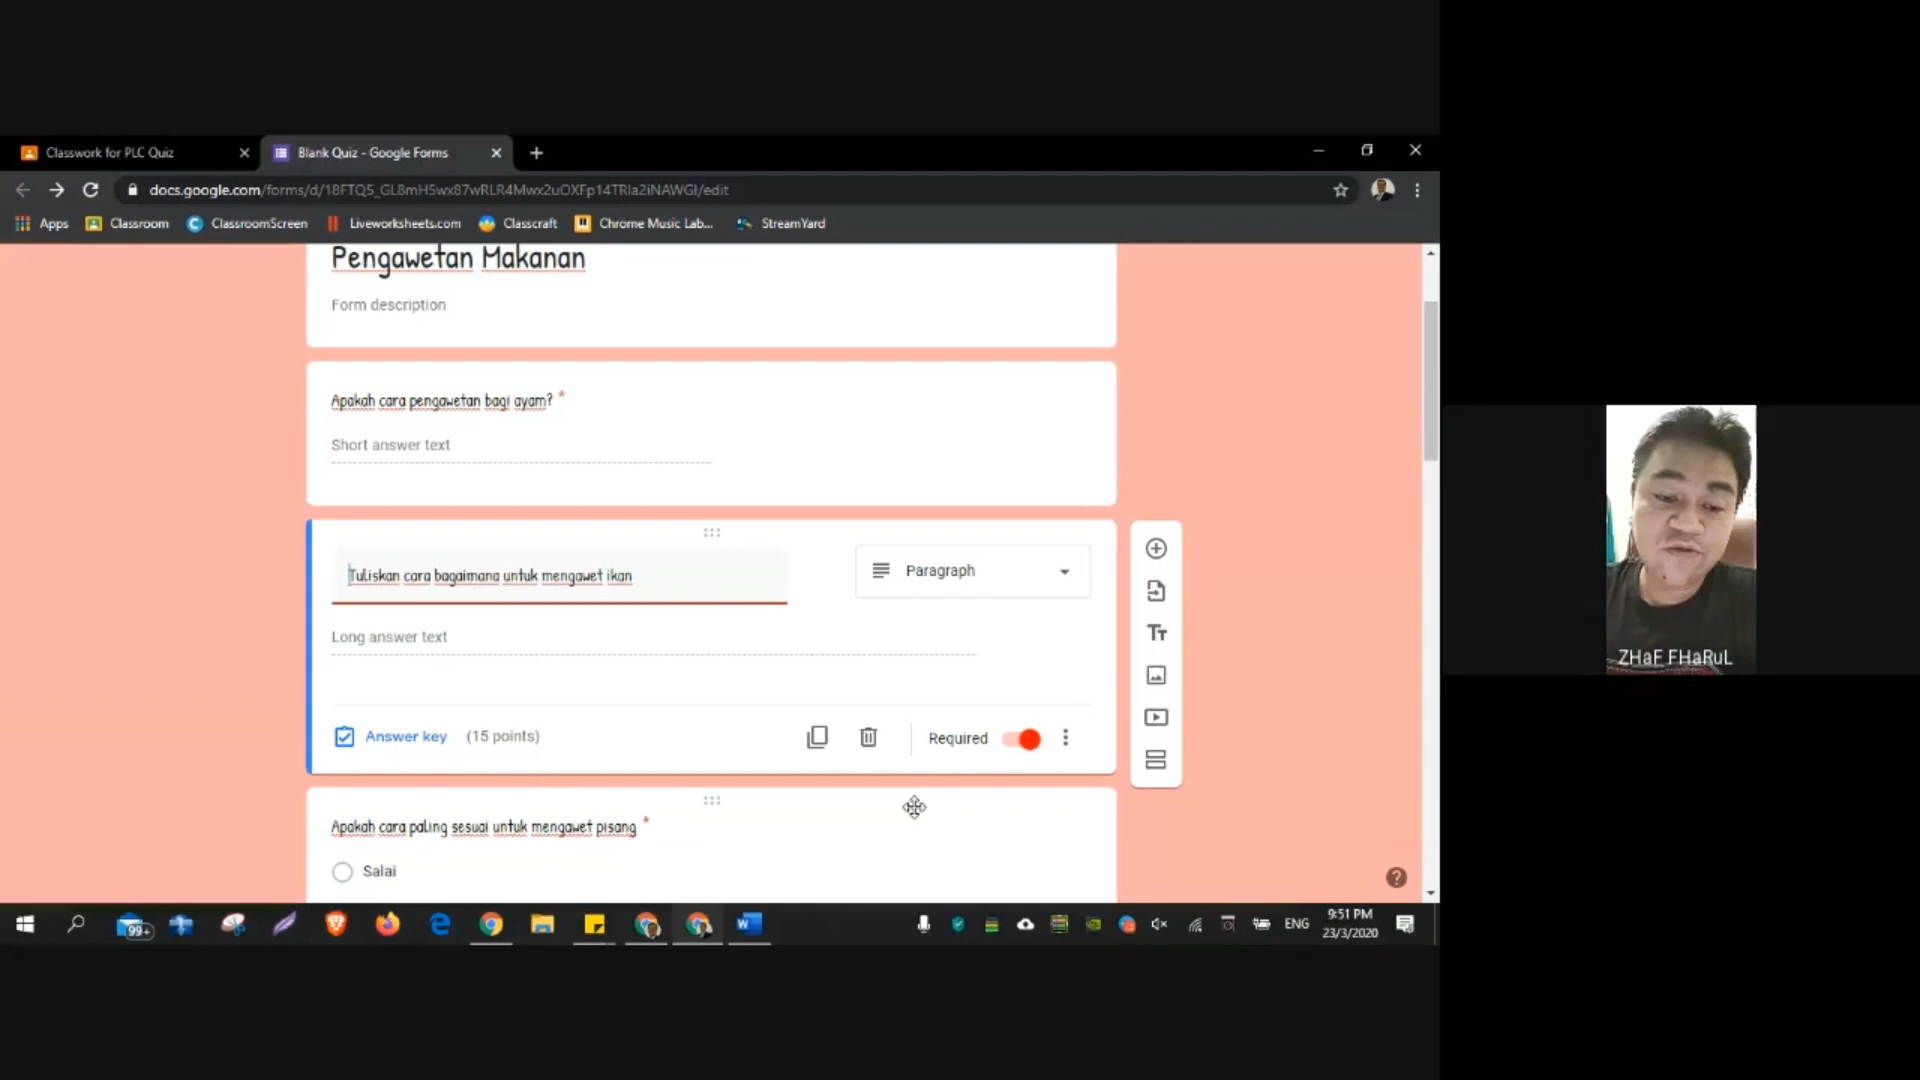 Classwork for PLC Quiz
Blank Quiz - Google Forms
docs.google.com/forms/d/18FTQ5_GL8mH5wx87wRLR4Mwx2uOXFp14TRla2iNAWGI/edit
Apps
Classroom
ClassroomScreen
Liveworksheets.com
Classcraft
Chrome Music Lab...
StreamYard
Pengawetan Makanan
Form description
Apakah cara pengawetan bagi ayam? *
Short answer text
Tuliskan cara bagaimana untuk mengawet ikan
Paragraph
Long answer text
Answer key (15 points)
Required
Apakah cara paling sesuai untuk mengawet pisang *
Salai
ZHaF FHaRuL
99+
ENG
9:51 PM
23/3/2020